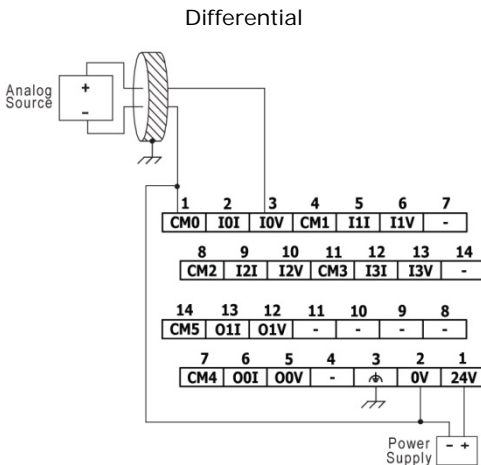 Differential
Analog
Source
+
-
1 2 3 4 5 6 7
CM0 I0I I0V CM1 I1I I1V -
8 9 10 11 12 13 14
CM2 I2I I2V CM3 I3I I3V -
14 13 12 11 10 9 8
CM5 O1I O1V - - - -
7 6 5 4 3 2 1
CM4 O0I O0V - 0V 24V
Power
Supply
- +